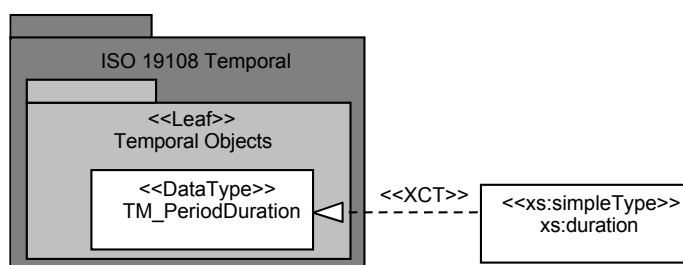 ISO 19108 Temporal
<<Leaf>>
Temporal Objects
<<DataType>>
TM_PeriodDuration
<<XCT>>
<<xs:simpleType>>
xs:duration